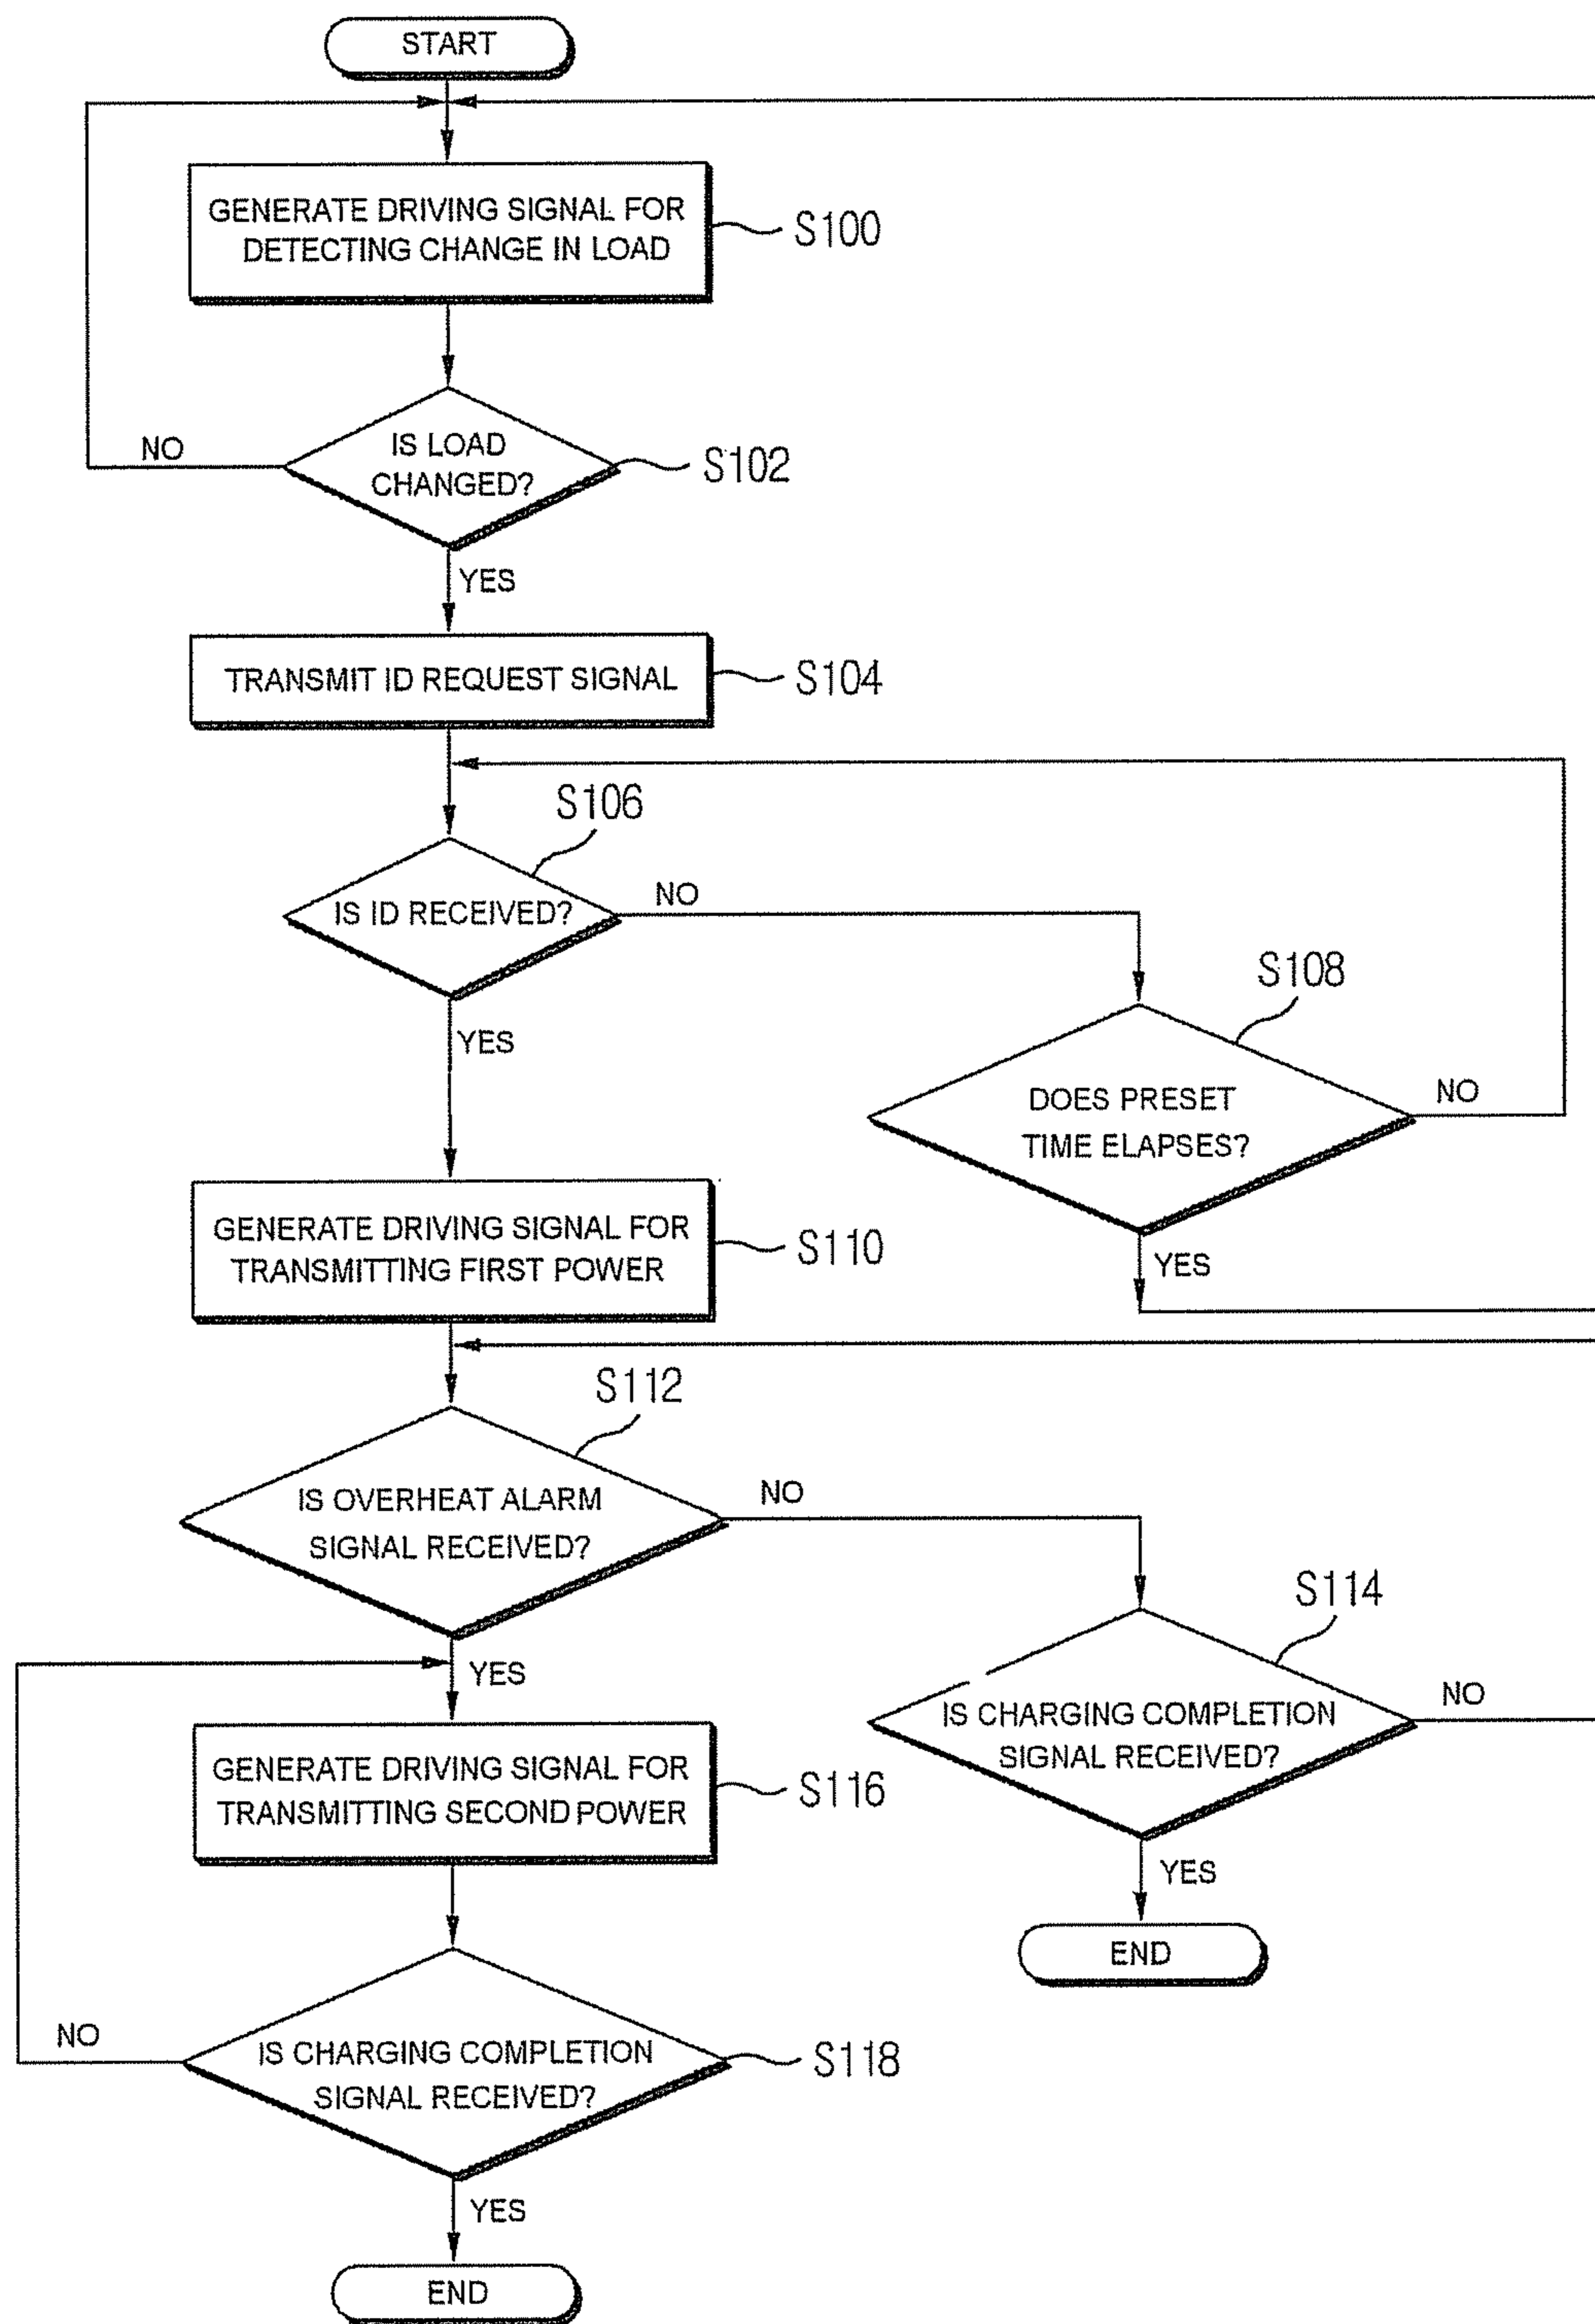 START
GENERATE DRIVING SIGNAL FOR
DETECTING CHANGE IN LOAD
S100
IS LOAD
CHANGED?
S102
NO
YES
TRANSMIT ID REQUEST SIGNAL
S104
S106
IS ID RECEIVED?
NO
YES
S108
DOES PRESET
TIME ELAPSES?
NO
YES
GENERATE DRIVING SIGNAL FOR
TRANSMITTING FIRST POWER
S110
S112
IS OVERHEAT ALARM
SIGNAL RECEIVED?
NO
YES
S114
IS CHARGING COMPLETION
SIGNAL RECEIVED?
NO
YES
END
GENERATE DRIVING SIGNAL FOR
TRANSMITTING SECOND POWER
S116
IS CHARGING COMPLETION
SIGNAL RECEIVED?
S118
NO
YES
END